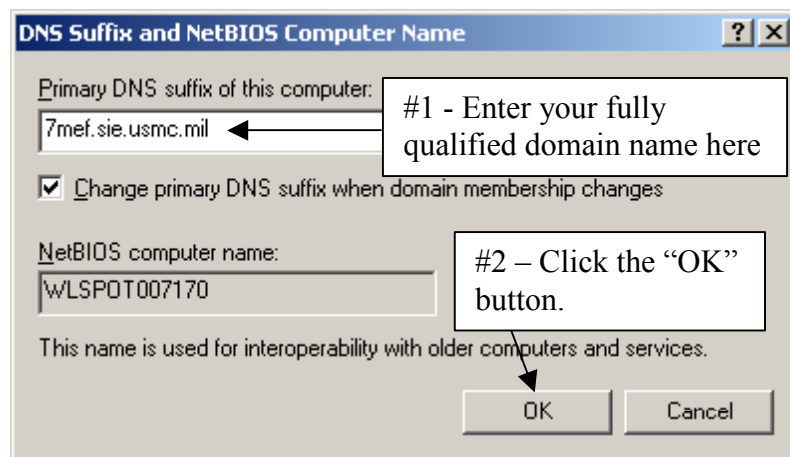 DNS Suffix and NetBIOS Computer Name
Primary DNS suffix of this computer:
7mef.sie.usmc.mil
#1 - Enter your fully
qualified domain name here
Change primary DNS suffix when domain membership changes
NetBIOS computer name:
WLSPOT007170
#2 – Click the “OK”
button.
This name is used for interoperability with older computers and services.
OK
Cancel